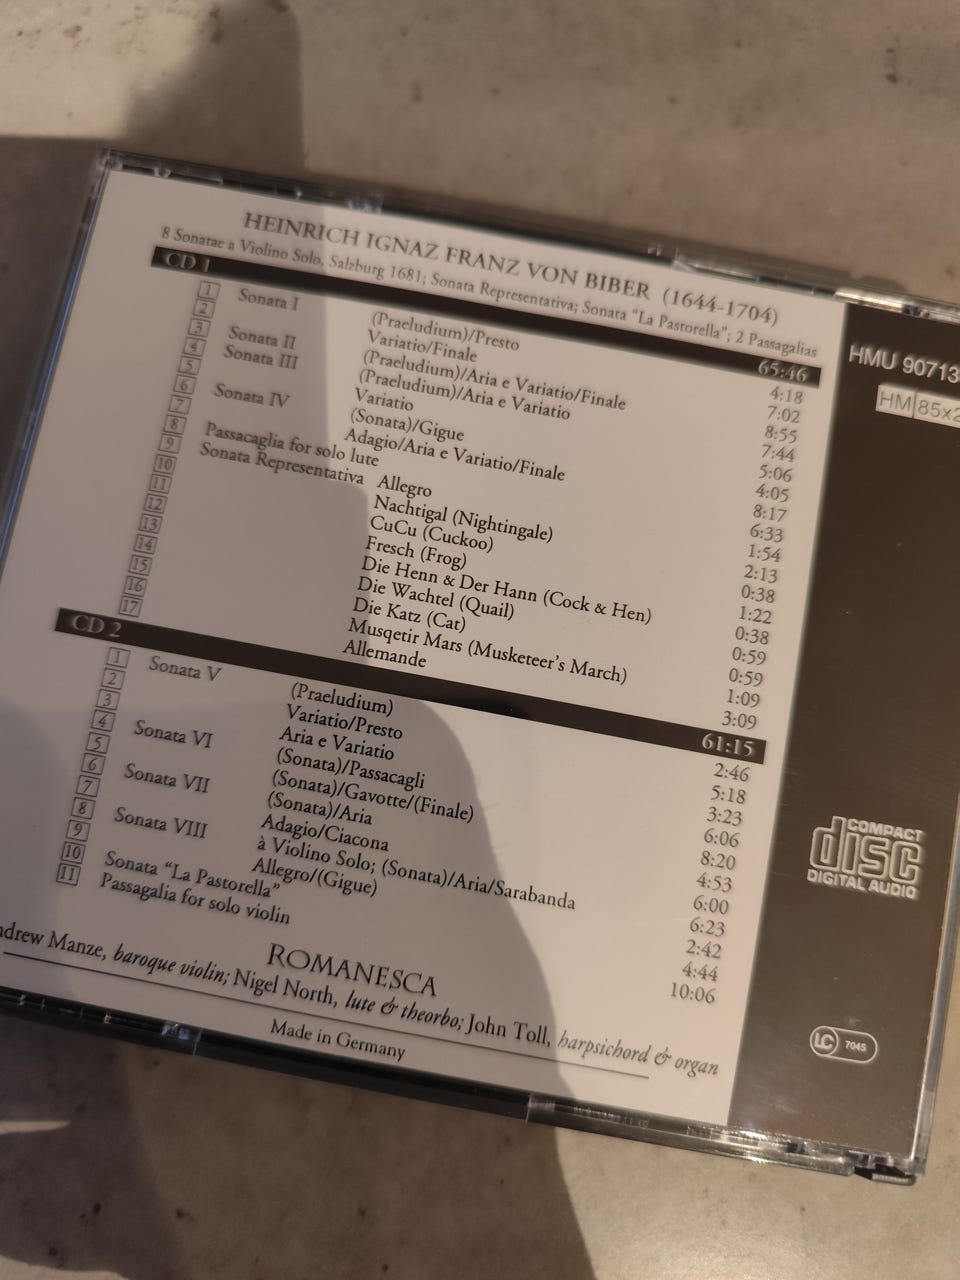 HEINRICH IGNAZ FRANZ VON BIBER (1644-1704)
8 Sonatae a Violino Solo, Salzburg 1681; Sonata Representativa; Sonata "La Pastorella"; 2 Passagalias
CD 1 65:46
1 Sonata I (Praeludium)/Presto 4:18
2 Variatio/Finale 7:02
3 Sonata II (Praeludium)/Aria e Variatio/Finale 8:55
4 Sonata III (Praeludium)/Aria e Variatio 7:44
5 Variatio 5:06
6 Sonata IV (Sonata)/Gigue 4:05
7 Adagio/Aria e Variatio/Finale 8:17
8 Passacaglia for solo lute 6:33
9 Sonata Representativa Allegro 1:54
10 Nachtigal (Nightingale) 2:13
11 CuCu (Cuckoo) 0:38
12 Fresch (Frog) 1:22
13 Die Henn & Der Hann (Cock & Hen) 0:38
14 Die Wachtel (Quail) 0:59
15 Die Katz (Cat) 0:59
16 Musqetir Mars (Musketeer's March) 1:09
17 Allemande 3:09
CD 2 61:15
1 Sonata V (Praeludium) 2:46
2 Variatio/Presto 5:18
3 Aria e Variatio 3:23
4 Sonata VI (Sonata)/Passacagli 6:06
5 (Sonata)/Gavotte/(Finale) 8:20
6 Sonata VII (Sonata)/Aria 4:53
7 Adagio/Ciacona 6:00
8 Sonata VIII à Violino Solo; (Sonata)/Aria/Sarabanda 6:23
9 Allegro/(Gigue) 2:42
10 Sonata "La Pastorella" 4:44
11 Passagalia for solo violin 10:06
ROMANESCA
ndrew Manze, baroque violin; Nigel North, lute & theorbo; John Toll, harpsichord & organ
Made in Germany
HMU 90713
HM 85x2
COMPACT
disc
DIGITAL AUDIO
LC 7045